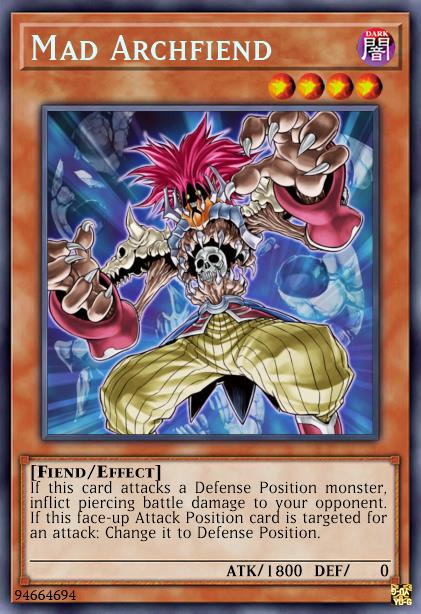 MAD ARCHFIEND
DARK
闇
[FIEND/EFFECT]
If this card attacks a Defense Position monster,
inflict piercing battle damage to your opponent.
If this face-up Attack Position card is targeted for
an attack: Change it to Defense Position.
ATK/1800 DEF/ 0
94664694